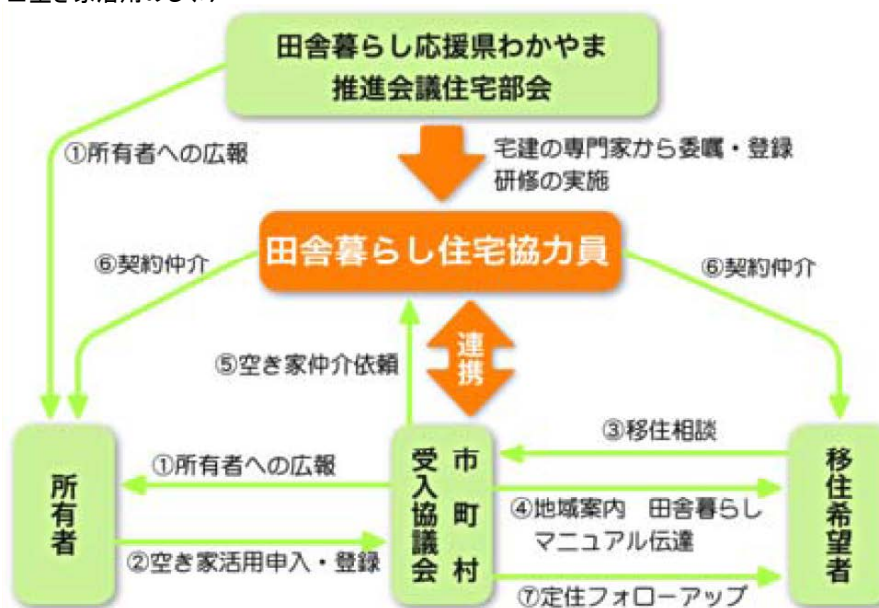 田舎暮らし応援県わかやま
推進会議住宅部会
①所有者への広報
宅建の専門家から委嘱・登録
研修の実施
田舎暮らし住宅協力員
⑥契約仲介
⑥契約仲介
⑤空き家仲介依頼
連携
③移住相談
①所有者への広報
所有者
市町村
受入協議会
移住希望者
④地域案内 田舎暮らし
マニュアル伝達
②空き家活用申入・登録
⑦定住フォローアップ